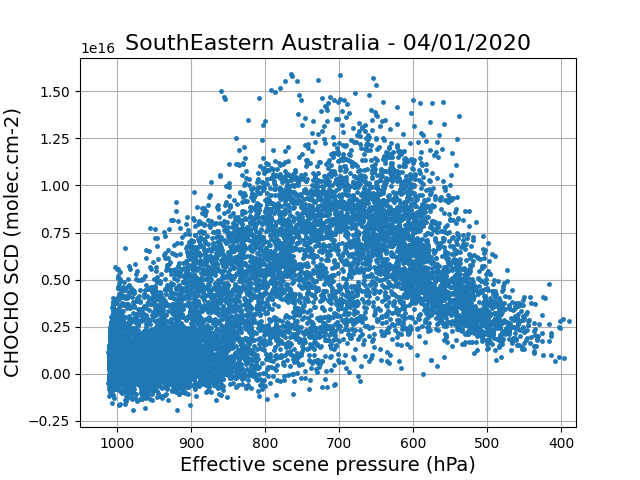 SouthEastern Australia - 04/01/2020
1e16
1.50
1.25
1.00
0.75
0.50
0.25
0.00
−0.25
CHOCHO SCD (molec.cm-2)
1000 900 800 700 600 500 400
Effective scene pressure (hPa)